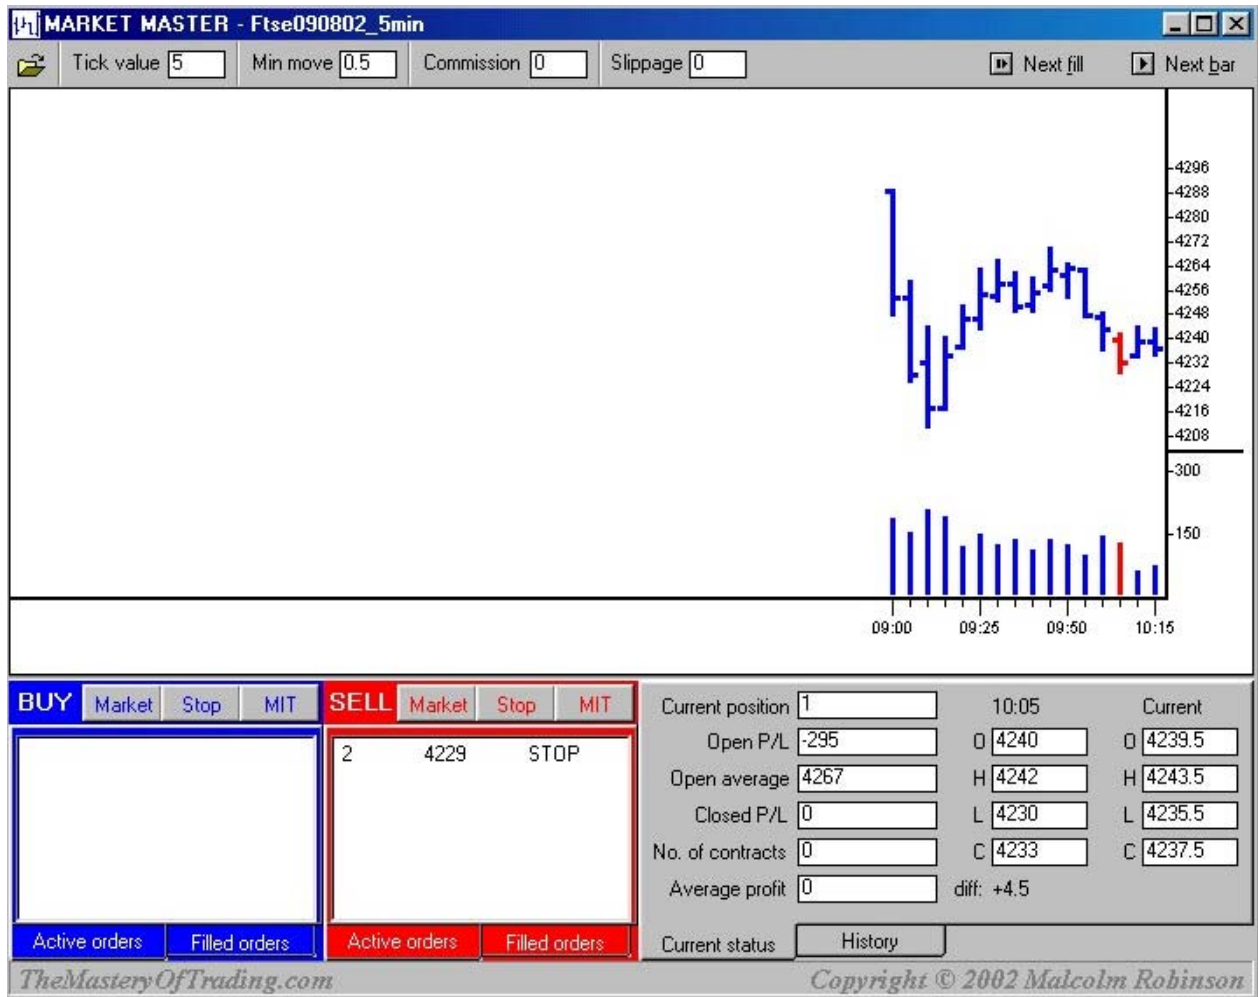 MARKET MASTER - Ftse090802_5min
Tick value 5 Min move 0.5 Commission 0 Slippage 0 Next fill Next bar
4296
4288
4280
4272
4264
4256
4248
4240
4232
4224
4216
4208
300
150
09:00 09:25 09:50 10:15
BUY Market Stop MIT SELL Market Stop MIT
2 4229 STOP
Active orders Filled orders Active orders Filled orders
Current position 1 10:05 Current
Open P/L -295 O 4240 O 4239.5
Open average 4267 H 4242 H 4243.5
Closed P/L 0 L 4230 L 4235.5
No. of contracts 0 C 4233 C 4237.5
Average profit 0 diff: +4.5
Current status History
TheMasteryOfTrading.com Copyright © 2002 Malcolm Robinson